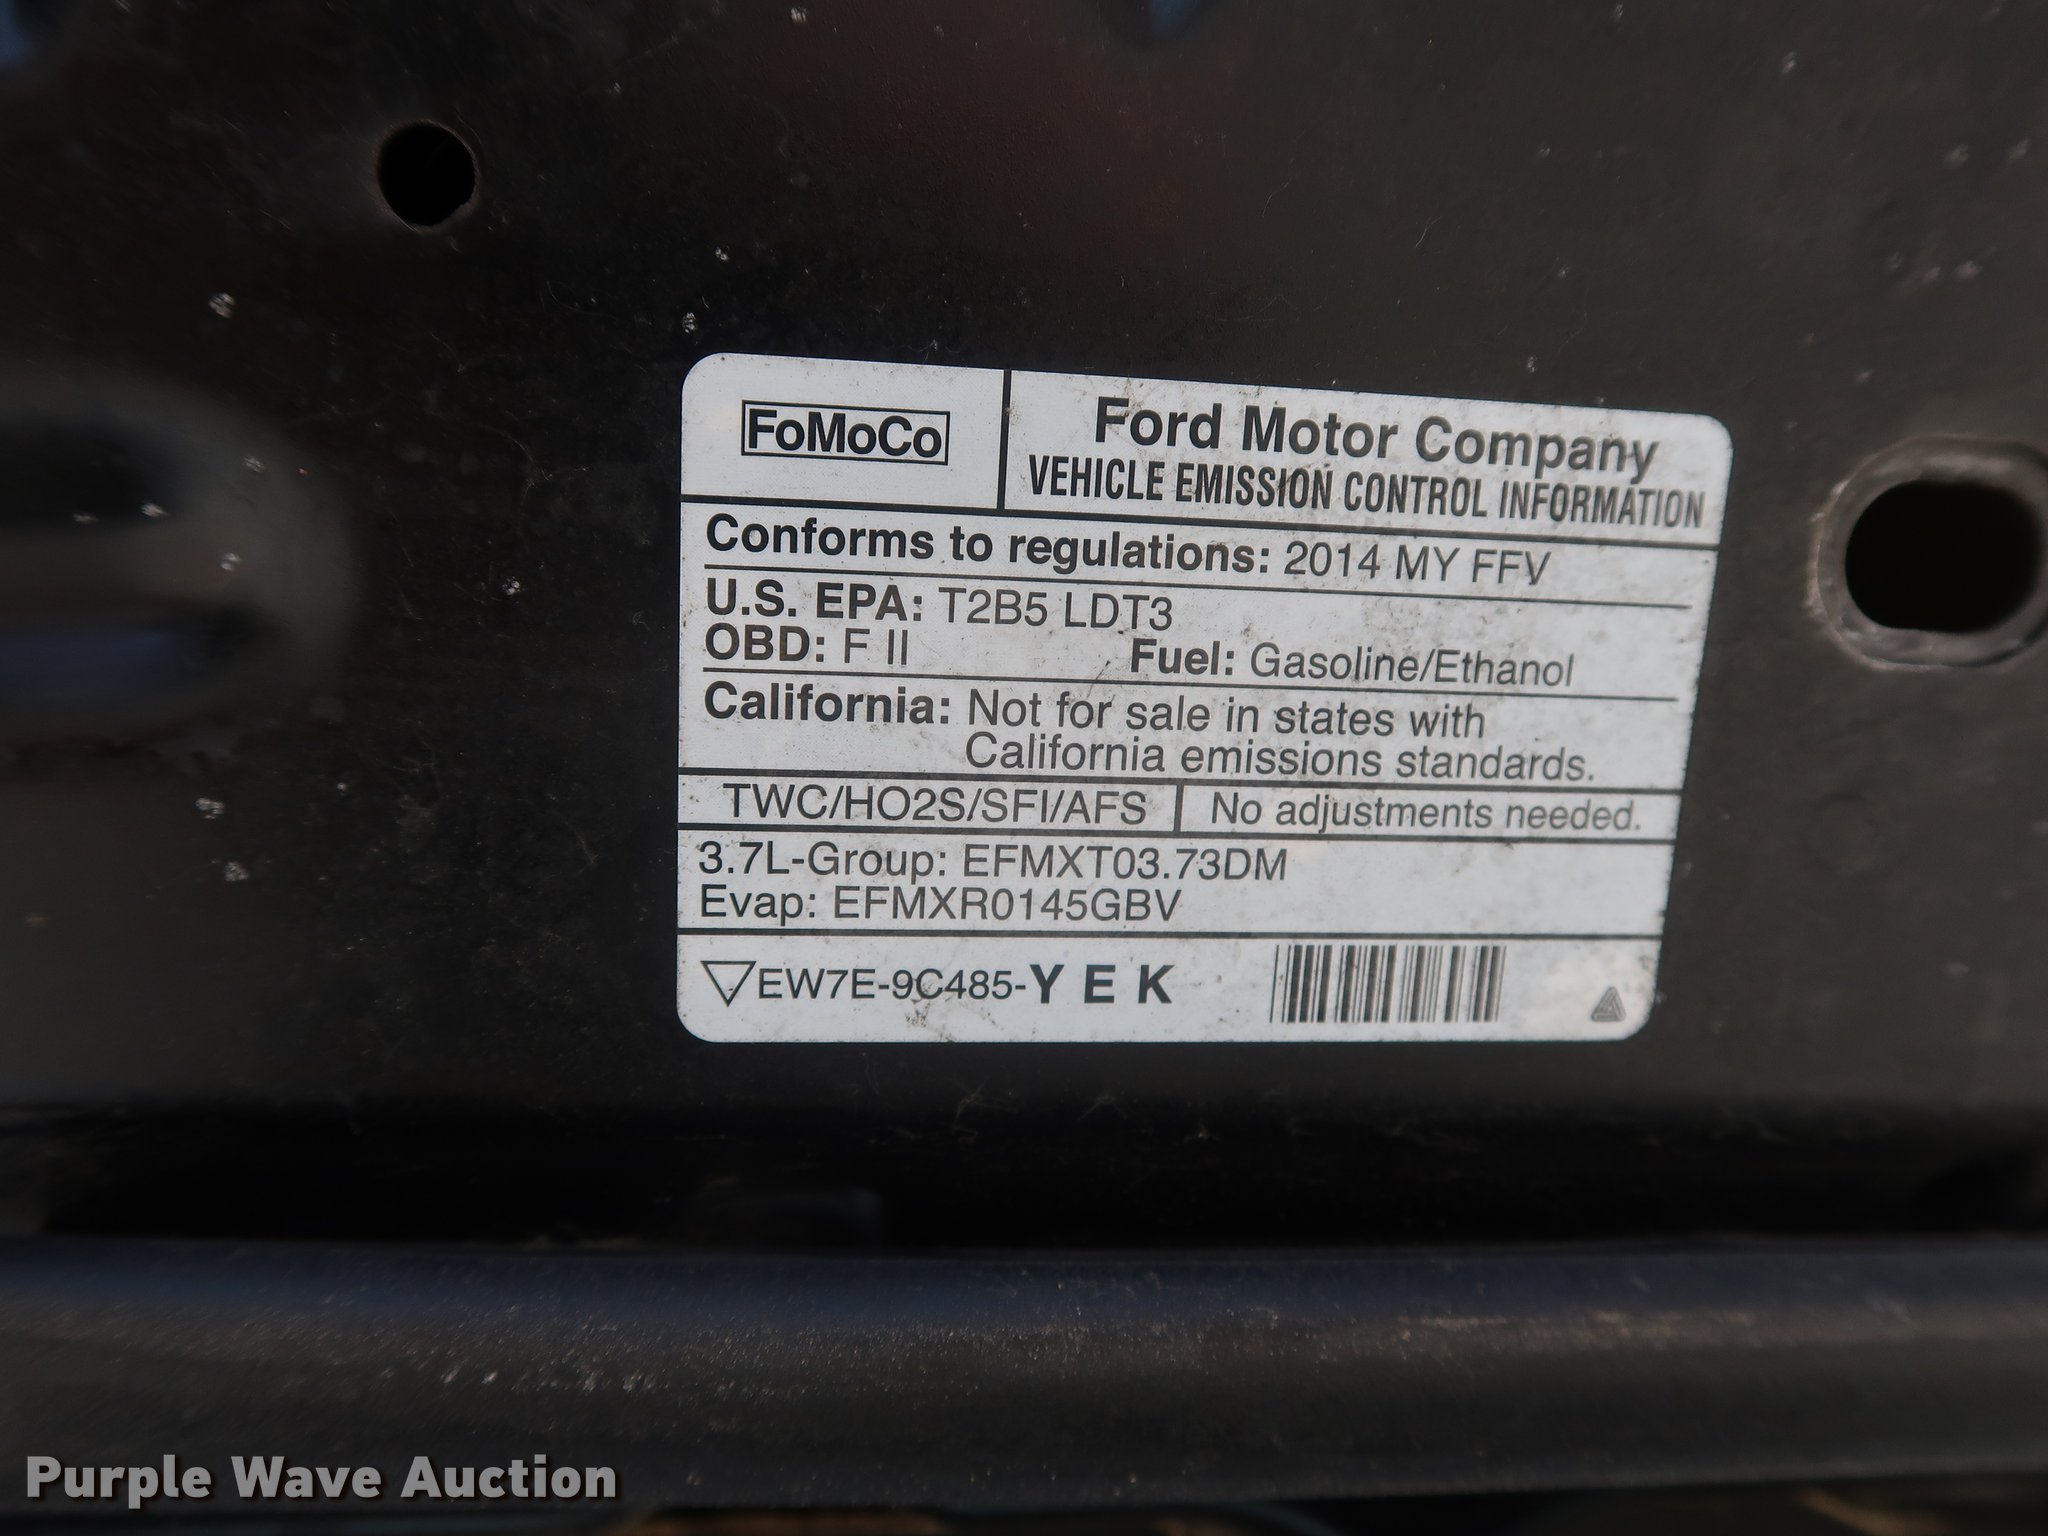 FoMoCo
Ford Motor Company
VEHICLE EMISSION CONTROL INFORMATION
Conforms to regulations: 2014 MY FFV
U.S. EPA: T2B5 LDT3
OBD: F II Fuel: Gasoline/Ethanol
California: Not for sale in states with
California emissions standards.
TWC/HO2S/SFI/AFS No adjustments needed.
3.7L-Group: EFMXT03.73DM
Evap: EFMXR0145GBV
EW7E-9C485-Y E K
Purple Wave Auction